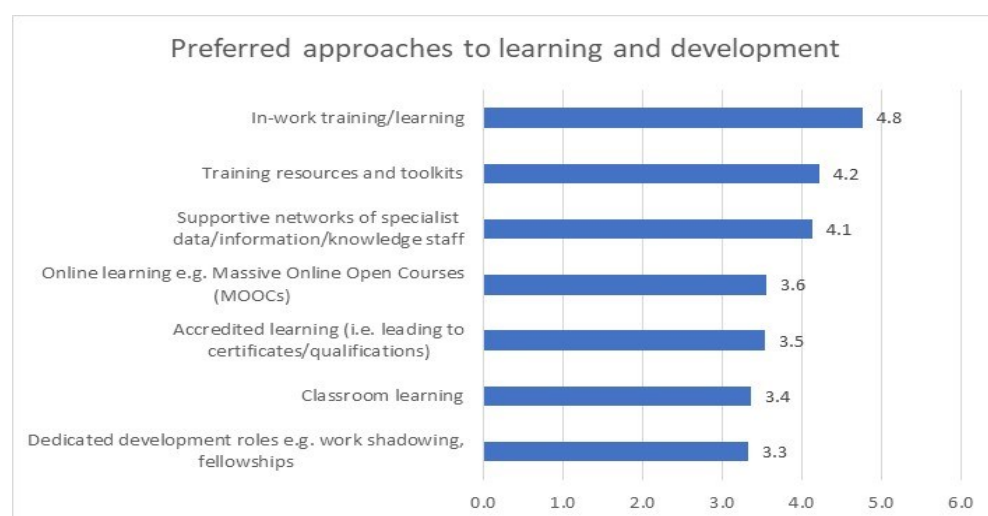 Preferred approaches to learning and development
In-work training/learning
4.8
Training resources and toolkits
4.2
Supportive networks of specialist
data/information/knowledge staff
4.1
Online learning e.g. Massive Online Open Courses
(MOOCs)
3.6
Accredited learning (i.e. leading to
certificates/qualifications)
3.5
Classroom learning
3.4
Dedicated development roles e.g. work shadowing,
fellowships
3.3
0.0 1.0 2.0 3.0 4.0 5.0 6.0